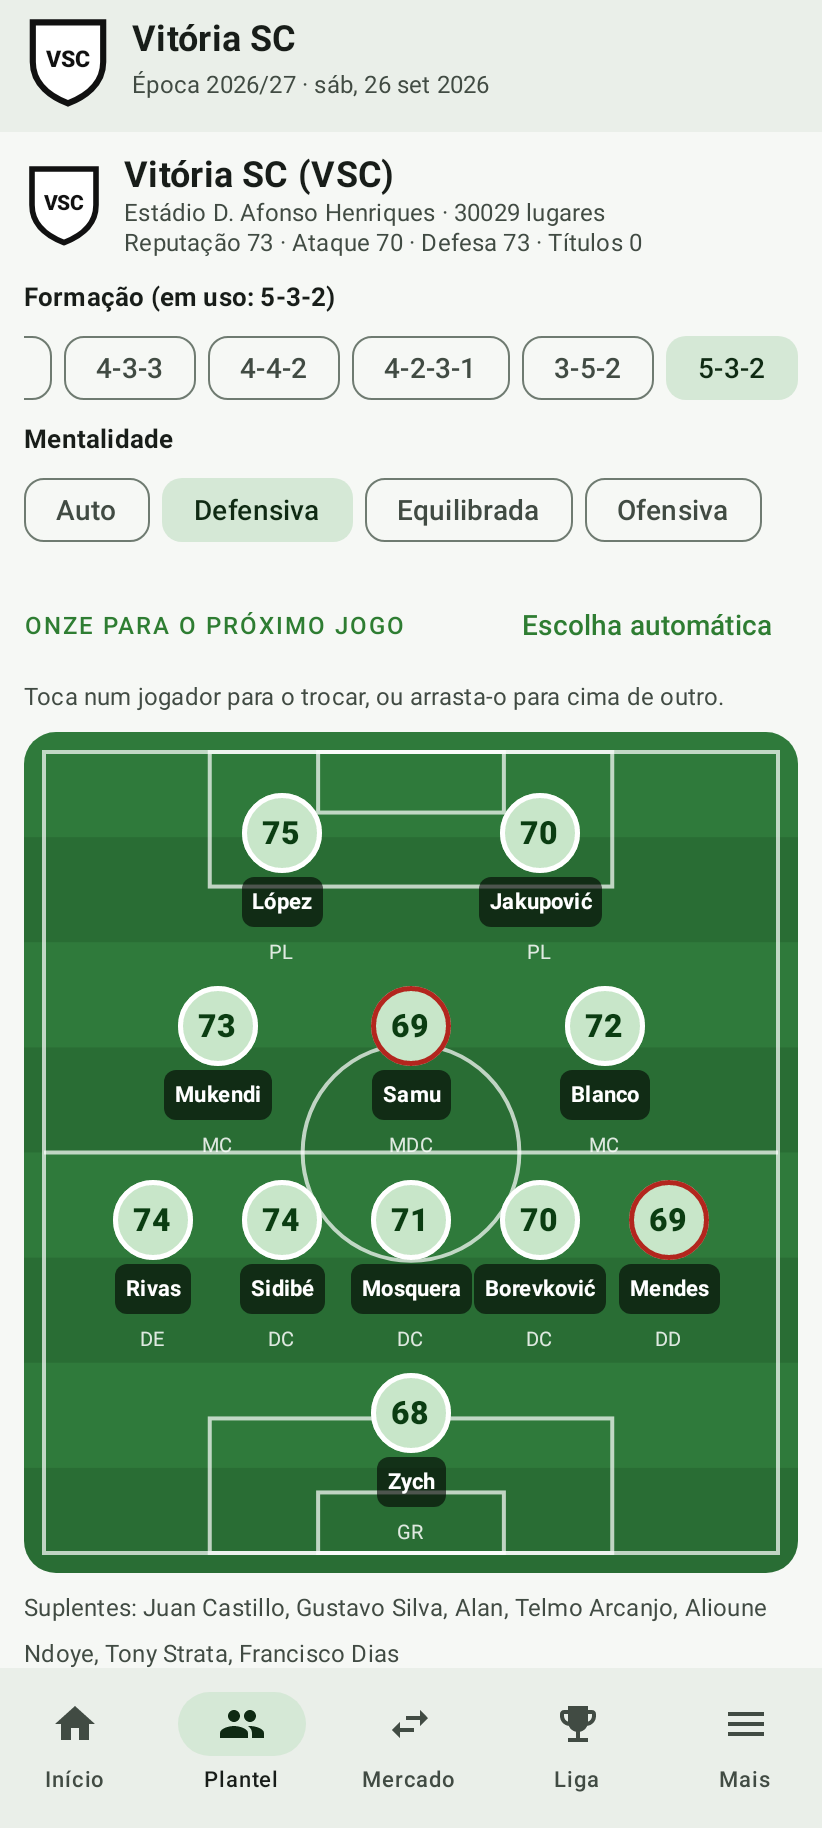 VSC
Vitória SC
Época 2026/27 · sáb, 26 set 2026
VSC
Vitória SC (VSC)
Estádio D. Afonso Henriques · 30029 lugares
Reputação 73 · Ataque 70 · Defesa 73 · Títulos 0
Formação (em uso: 5-3-2)
4-3-3 4-4-2 4-2-3-1 3-5-2 5-3-2
Mentalidade
Auto Defensiva Equilibrada Ofensiva
ONZE PARA O PRÓXIMO JOGO Escolha automática
Toca num jogador para o trocar, ou arrasta-o para cima de outro.
75 70
López Jakupović
PL PL
73 69 72
Mukendi Samu Blanco
MC MDC MC
74 74 71 70 69
Rivas Sidibé Mosquera Borevković Mendes
DE DC DC DC DD
68
Zych
GR
Suplentes: Juan Castillo, Gustavo Silva, Alan, Telmo Arcanjo, Alioune
Ndoye, Tony Strata, Francisco Dias
Início Plantel Mercado Liga Mais